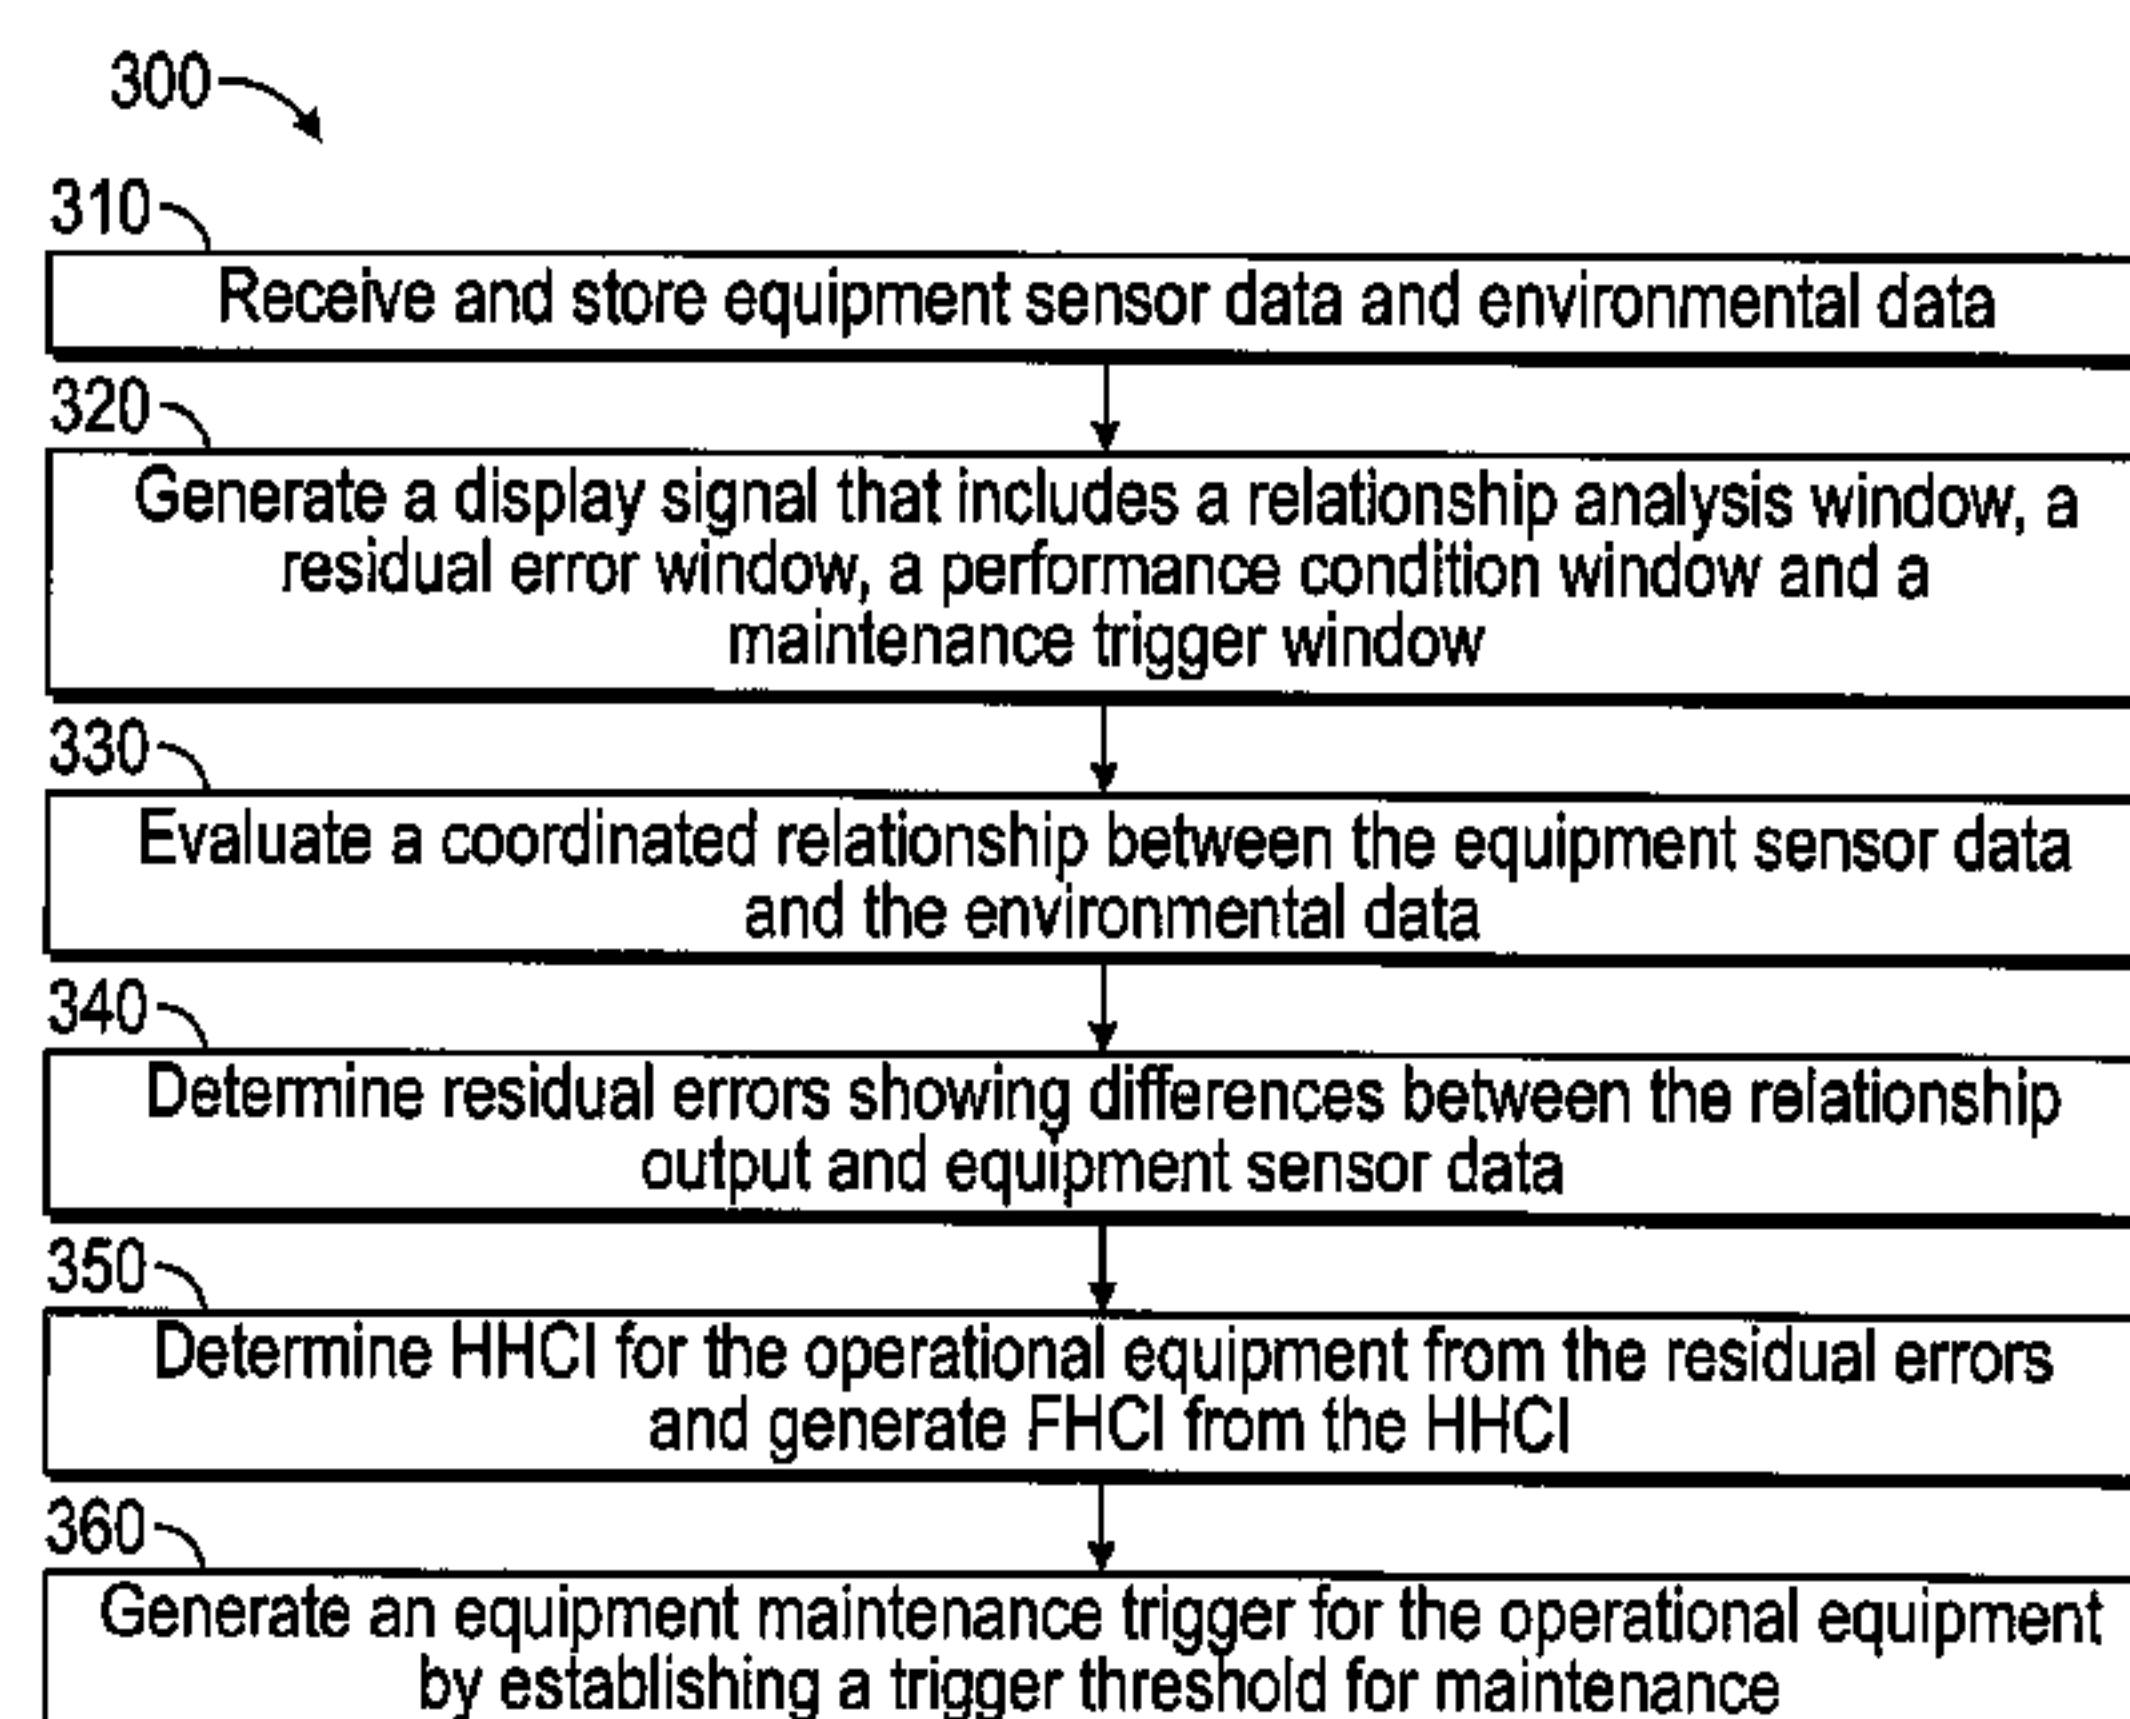 300
310
Receive and store equipment sensor data and environmental data
320
Generate a display signal that includes a relationship analysis window, a
residual error window, a performance condition window and a
maintenance trigger window
330
Evaluate a coordinated relationship between the equipment sensor data
and the environmental data
340
Determine residual errors showing differences between the relationship
output and equipment sensor data
350
Determine HHCI for the operational equipment from the residual errors
and generate FHCI from the HHCI
360
Generate an equipment maintenance trigger for the operational equipment
by establishing a trigger threshold for maintenance